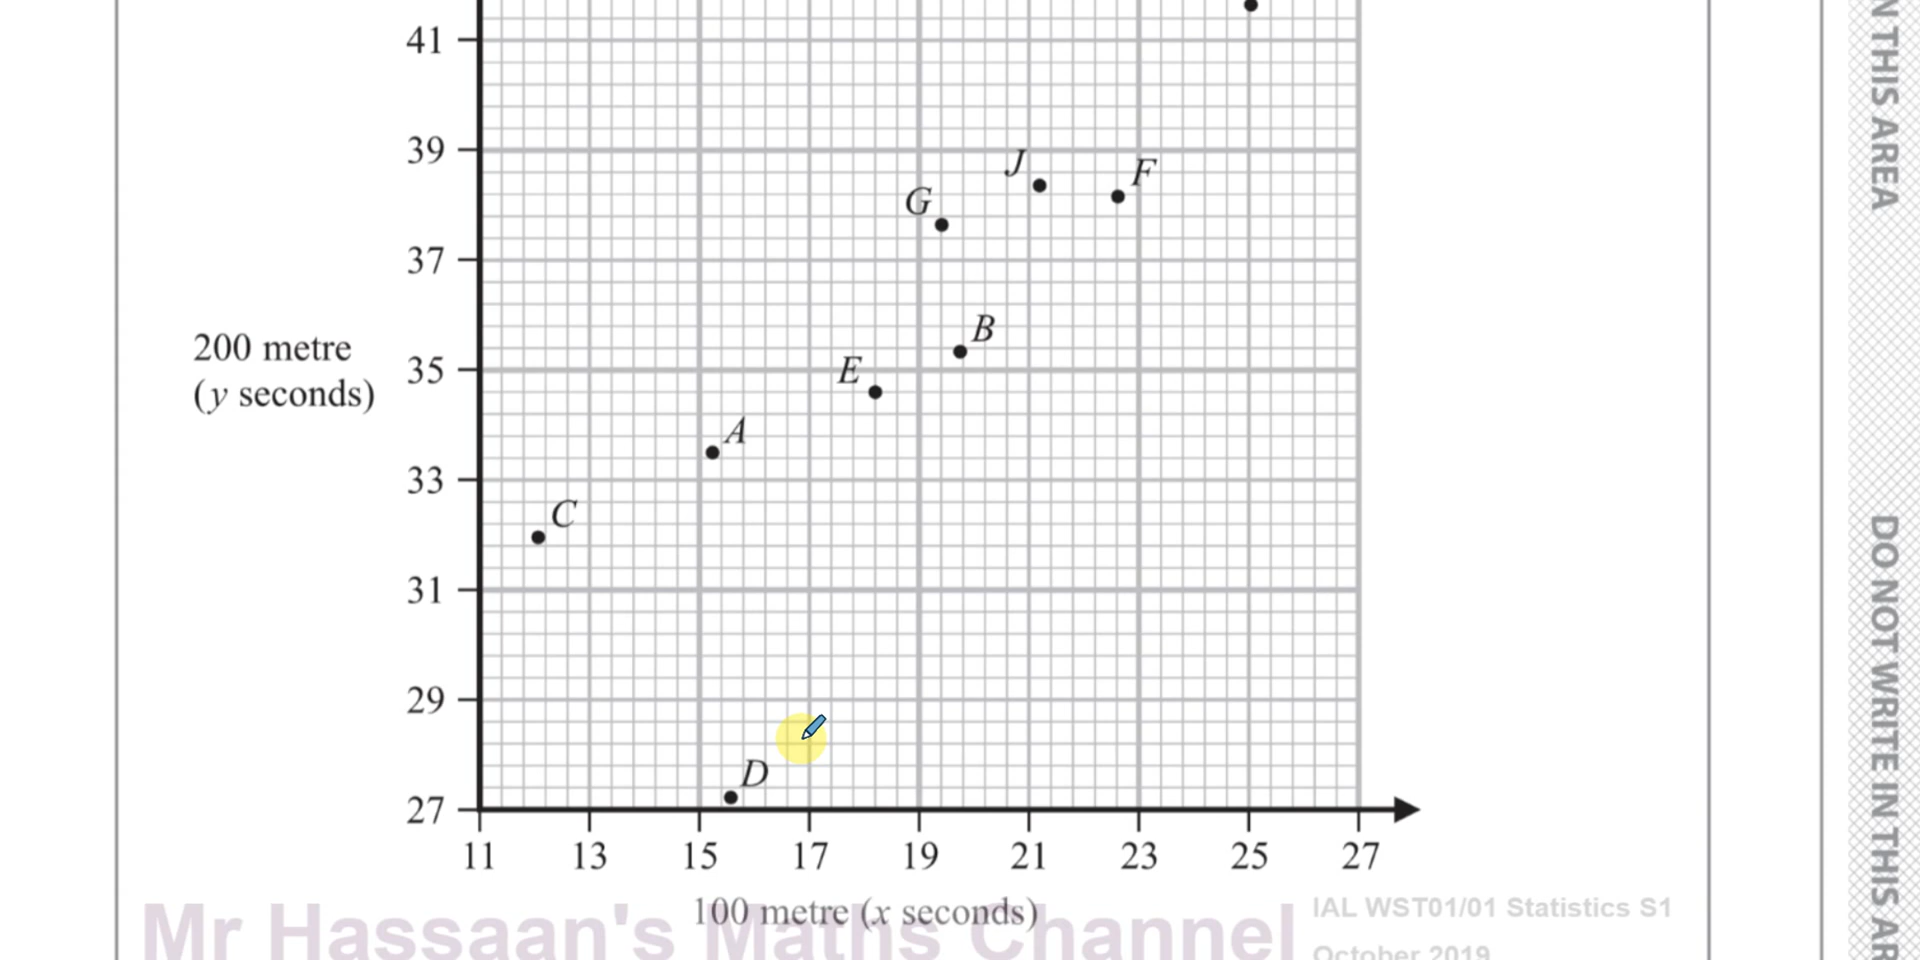 41
39
37
35
33
31
29
27
200 metre
(y seconds)
J
F
G
B
E
A
C
D
11 13 15 17 19 21 23 25 27
100 metre (x seconds)
Mr Hassaan's Maths Channel
IAL WST01/01 Statistics S1
October 2019
N THIS AREA
DO NOT WRITE IN THIS AR